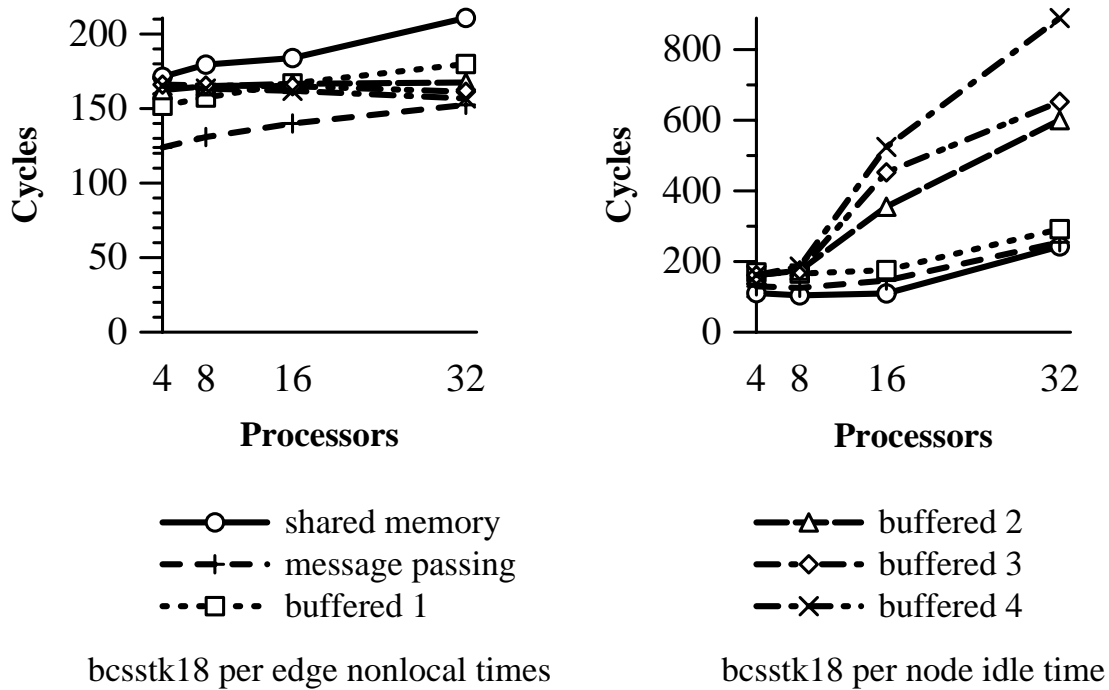 200
150
100
50
0
Cycles
4 8 16 32
Processors
800
600
400
200
0
Cycles
4 8 16 32
Processors
shared memory
message passing
buffered 1
buffered 2
buffered 3
buffered 4
bcsstk18 per edge nonlocal times
bcsstk18 per node idle time